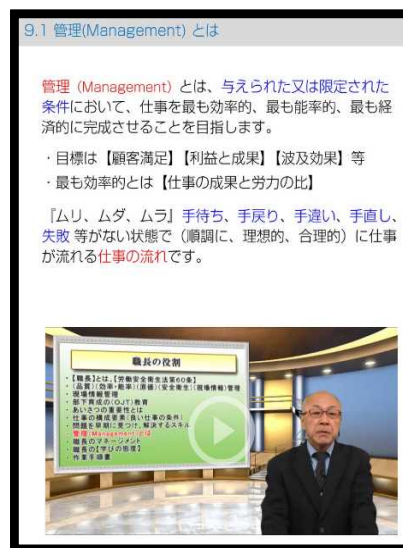 9.1 管理(Management) とは
管理（Management）とは、与えられた又は限定された
条件において、仕事を最も効率的、最も能率的、最も経
済的に完成させることを目指します。
・目標は【顧客満足】【利益と成果】【波及効果】等
・最も効率的とは【仕事の成果と労力の比】
『ムリ、ムダ、ムラ』手待ち、手戻り、手違い、手直し、
失敗 等がない状態で（順調に、理想的、合理的）に仕事
が流れる仕事の流れです。
職長の役割
・【職長】とは、【労働安全衛生法第60条】
・(品質)(効率・能率)(原価)(安全衛生)(現場情報)管理
・現場情報管理
・部下育成の(OJT)教育
・あいさつの重要性とは
・仕事の構成要素(良い仕事の条件)
・問題を早期に見つけ、解決するスキル
・管理(Management)とは
・職長のマネージメント
・職長の【学びの態度】
・作業手順書